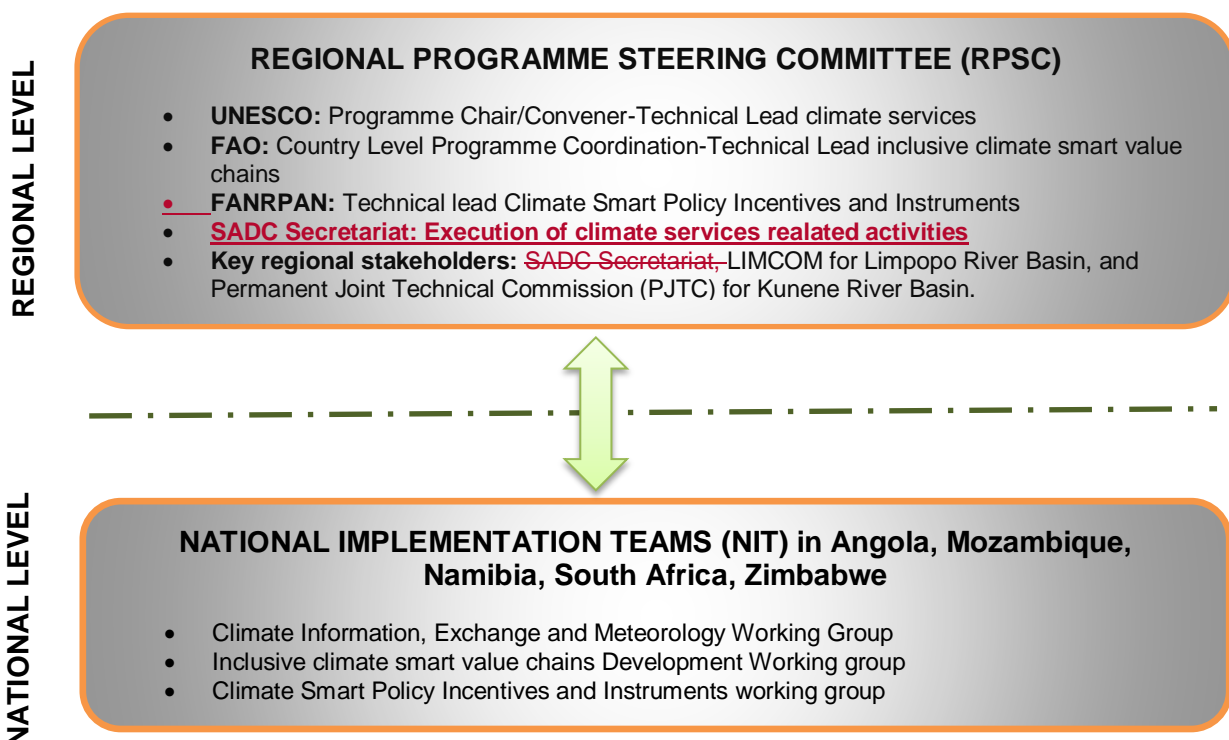 REGIONAL LEVEL
REGIONAL PROGRAMME STEERING COMMITTEE (RPSC)
• UNESCO: Programme Chair/Convener-Technical Lead climate services
• FAO: Country Level Programme Coordination-Technical Lead inclusive climate smart value
chains
• FANRPAN: Technical lead Climate Smart Policy Incentives and Instruments
• SADC Secretariat: Execution of climate services realated activities
• Key regional stakeholders: SADC Secretariat, LIMCOM for Limpopo River Basin, and
Permanent Joint Technical Commission (PJTC) for Kunene River Basin.
NATIONAL LEVEL
NATIONAL IMPLEMENTATION TEAMS (NIT) in Angola, Mozambique,
Namibia, South Africa, Zimbabwe
• Climate Information, Exchange and Meteorology Working Group
• Inclusive climate smart value chains Development Working group
• Climate Smart Policy Incentives and Instruments working group